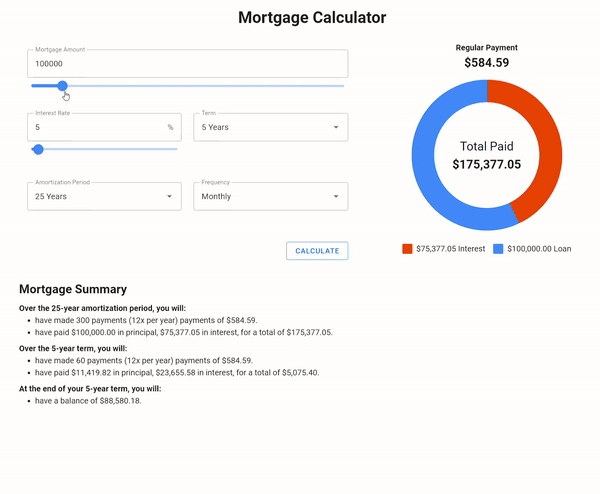 Mortgage Calculator
Mortgage Amount
100000
Interest Rate
5 %
Term
5 Years
Amortization Period
25 Years
Frequency
Monthly
CALCULATE
Regular Payment
$584.59
Total Paid
$175,377.05
$75,377.05 Interest
$100,000.00 Loan
Mortgage Summary
Over the 25-year amortization period, you will:
• have made 300 payments (12x per year) payments of $584.59.
• have paid $100,000.00 in principal, $75,377.05 in interest, for a total of $175,377.05.
Over the 5-year term, you will:
• have made 60 payments (12x per year) payments of $584.59.
• have paid $11,419.82 in principal, $23,655.58 in interest, for a total of $5,075.40.
At the end of your 5-year term, you will:
• have a balance of $88,580.18.